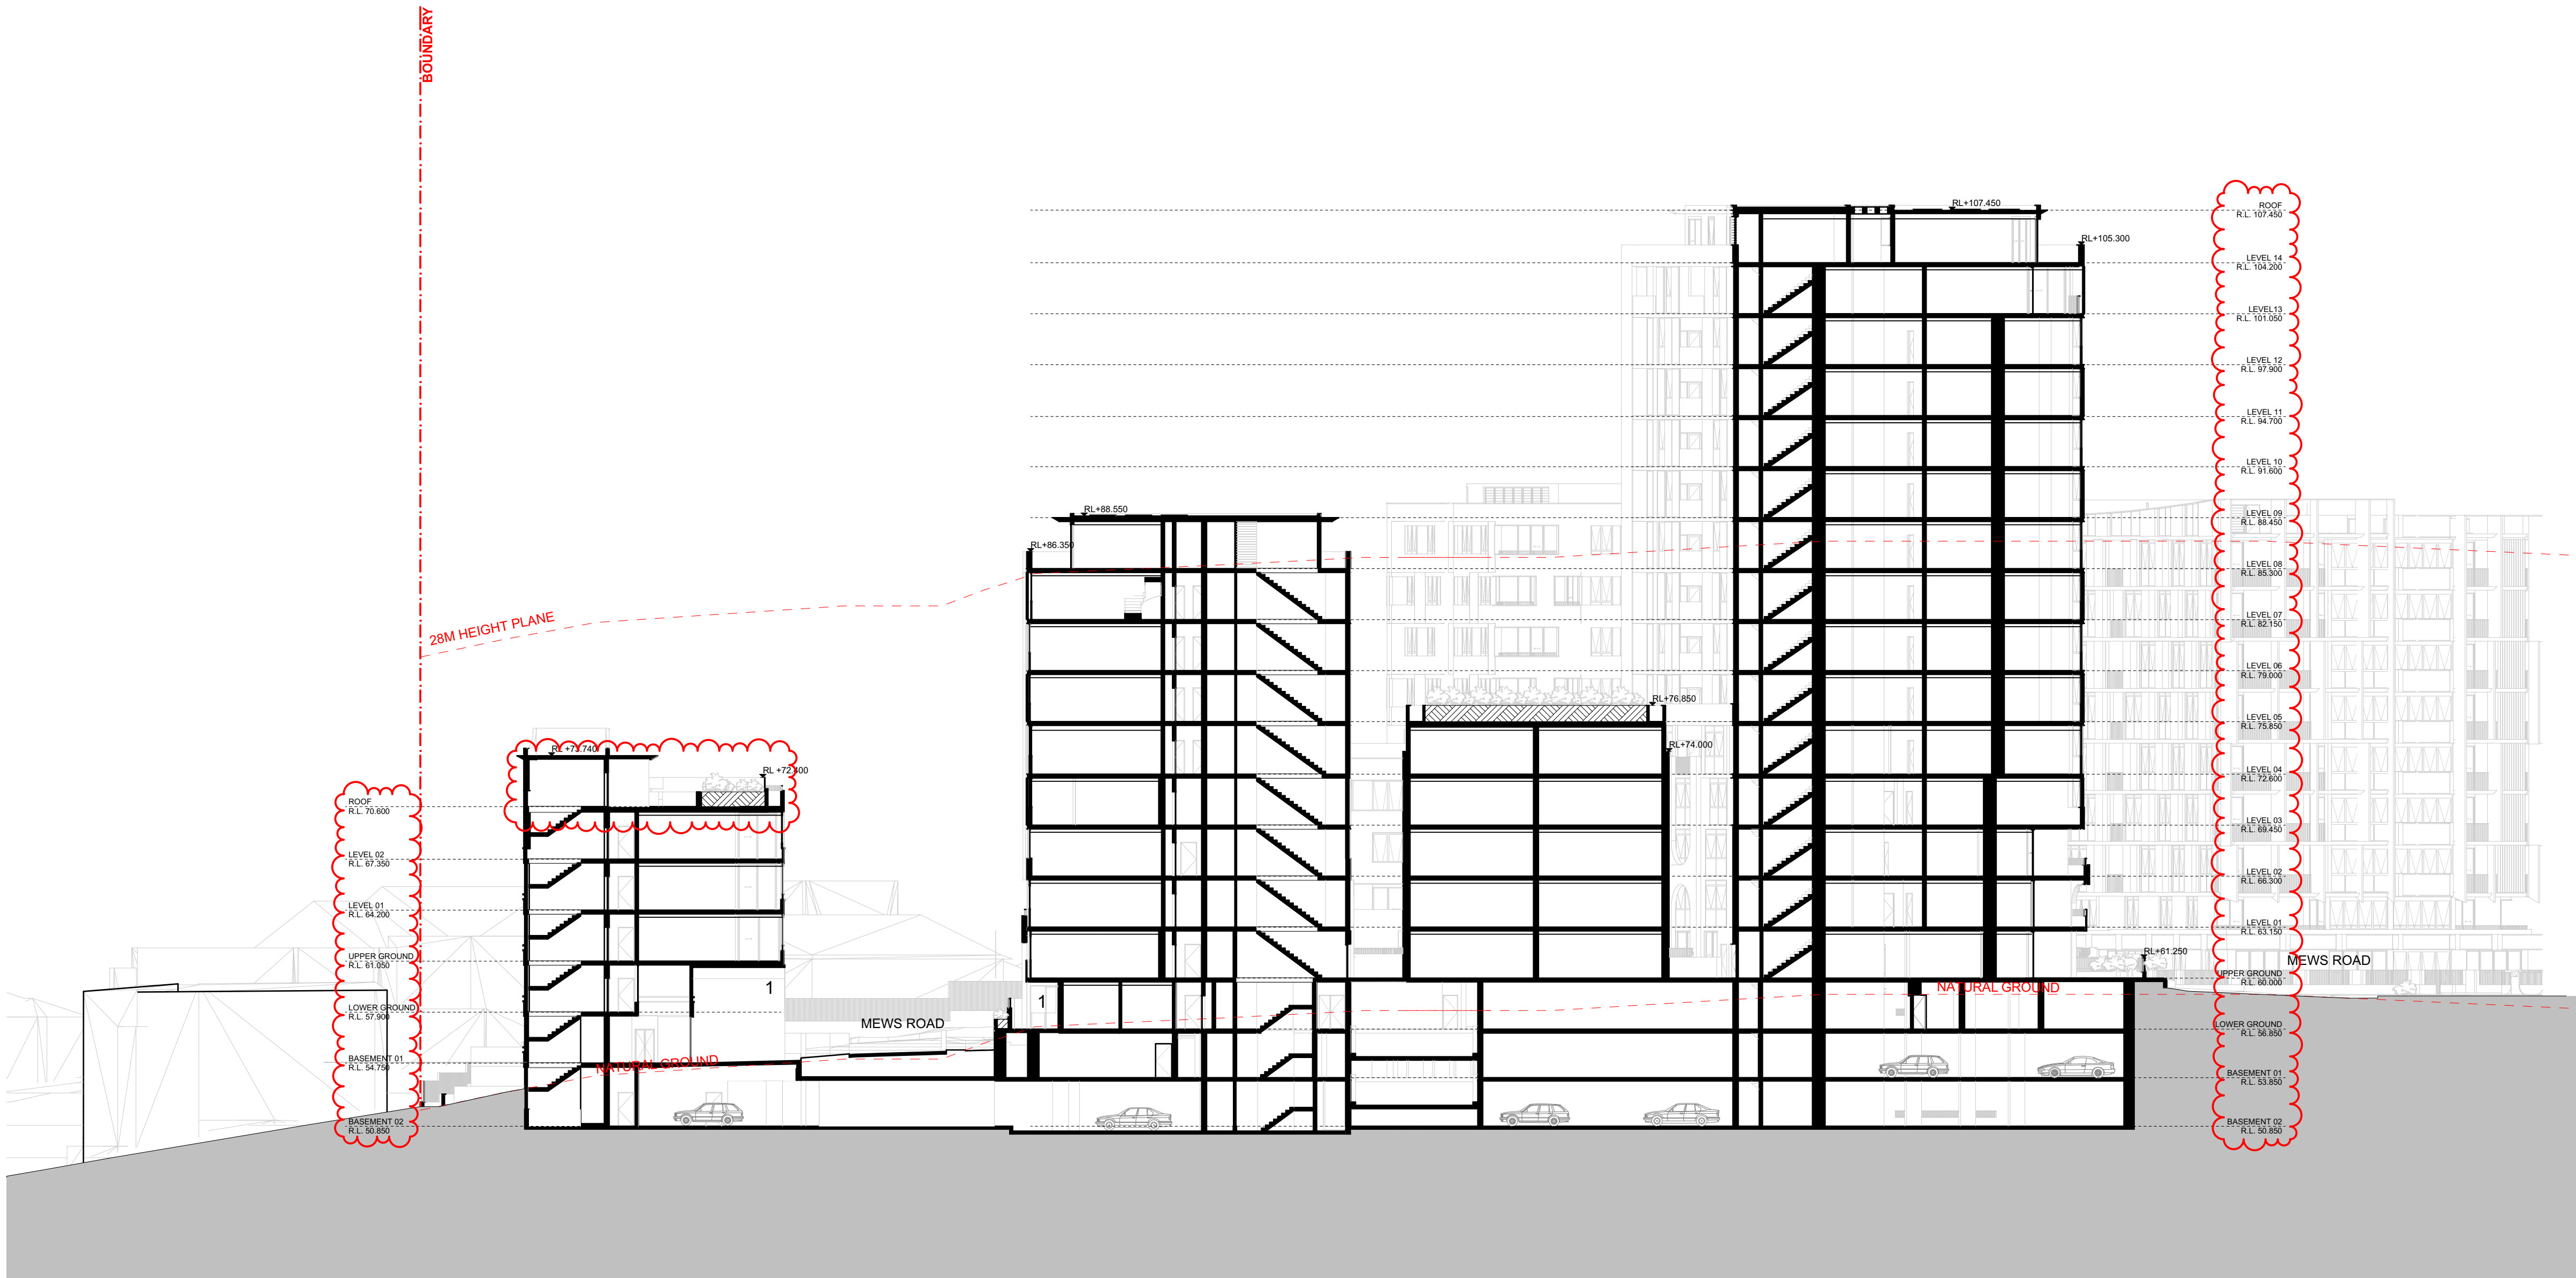 BOUNDARY
28M HEIGHT PLANE
ROOF
R.L. 70.600
LEVEL 02
R.L. 67.350
LEVEL 01
R.L. 64.200
UPPER GROUND
R.L. 61.050
LOWER GROUND
R.L. 57.900
BASEMENT 01
R.L. 54.750
BASEMENT 02
R.L. 50.850
RL +73.740
RL +72.400
1
NATURAL GROUND
MEWS ROAD
1
RL+88.550
RL+86.350
RL+76.850
RL+74.000
RL+107.450
RL+105.300
RL+61.250
NATURAL GROUND
MEWS ROAD
ROOF
R.L. 107.450
LEVEL 14
R.L. 104.200
LEVEL13
R.L. 101.050
LEVEL 12
R.L. 97.900
LEVEL 11
R.L. 94.700
LEVEL 10
R.L. 91.600
LEVEL 09
R.L. 88.450
LEVEL 08
R.L. 85.300
LEVEL 07
R.L. 82.150
LEVEL 06
R.L. 79.000
LEVEL 05
R.L. 75.850
LEVEL 04
R.L. 72.600
LEVEL 03
R.L. 69.450
LEVEL 02
R.L. 66.300
LEVEL 01
R.L. 63.150
UPPER GROUND
R.L. 60.000
LOWER GROUND
R.L. 56.850
BASEMENT 01
R.L. 53.850
BASEMENT 02
R.L. 50.850